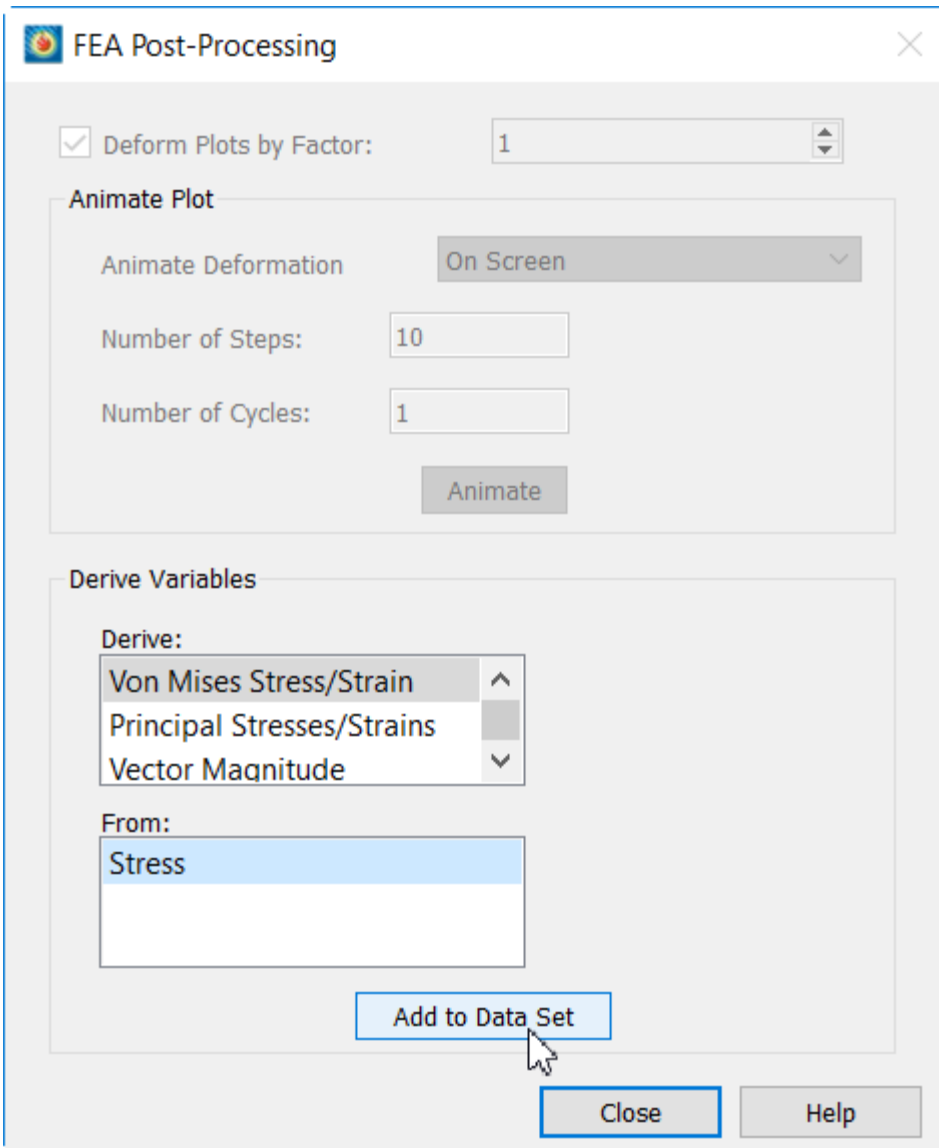 FEA Post-Processing
Deform Plots by Factor: 1
Animate Plot
Animate Deformation On Screen
Number of Steps: 10
Number of Cycles: 1
Animate
Derive Variables
Derive:
Von Mises Stress/Strain
Principal Stresses/Strains
Vector Magnitude
From:
Stress
Add to Data Set
Close Help